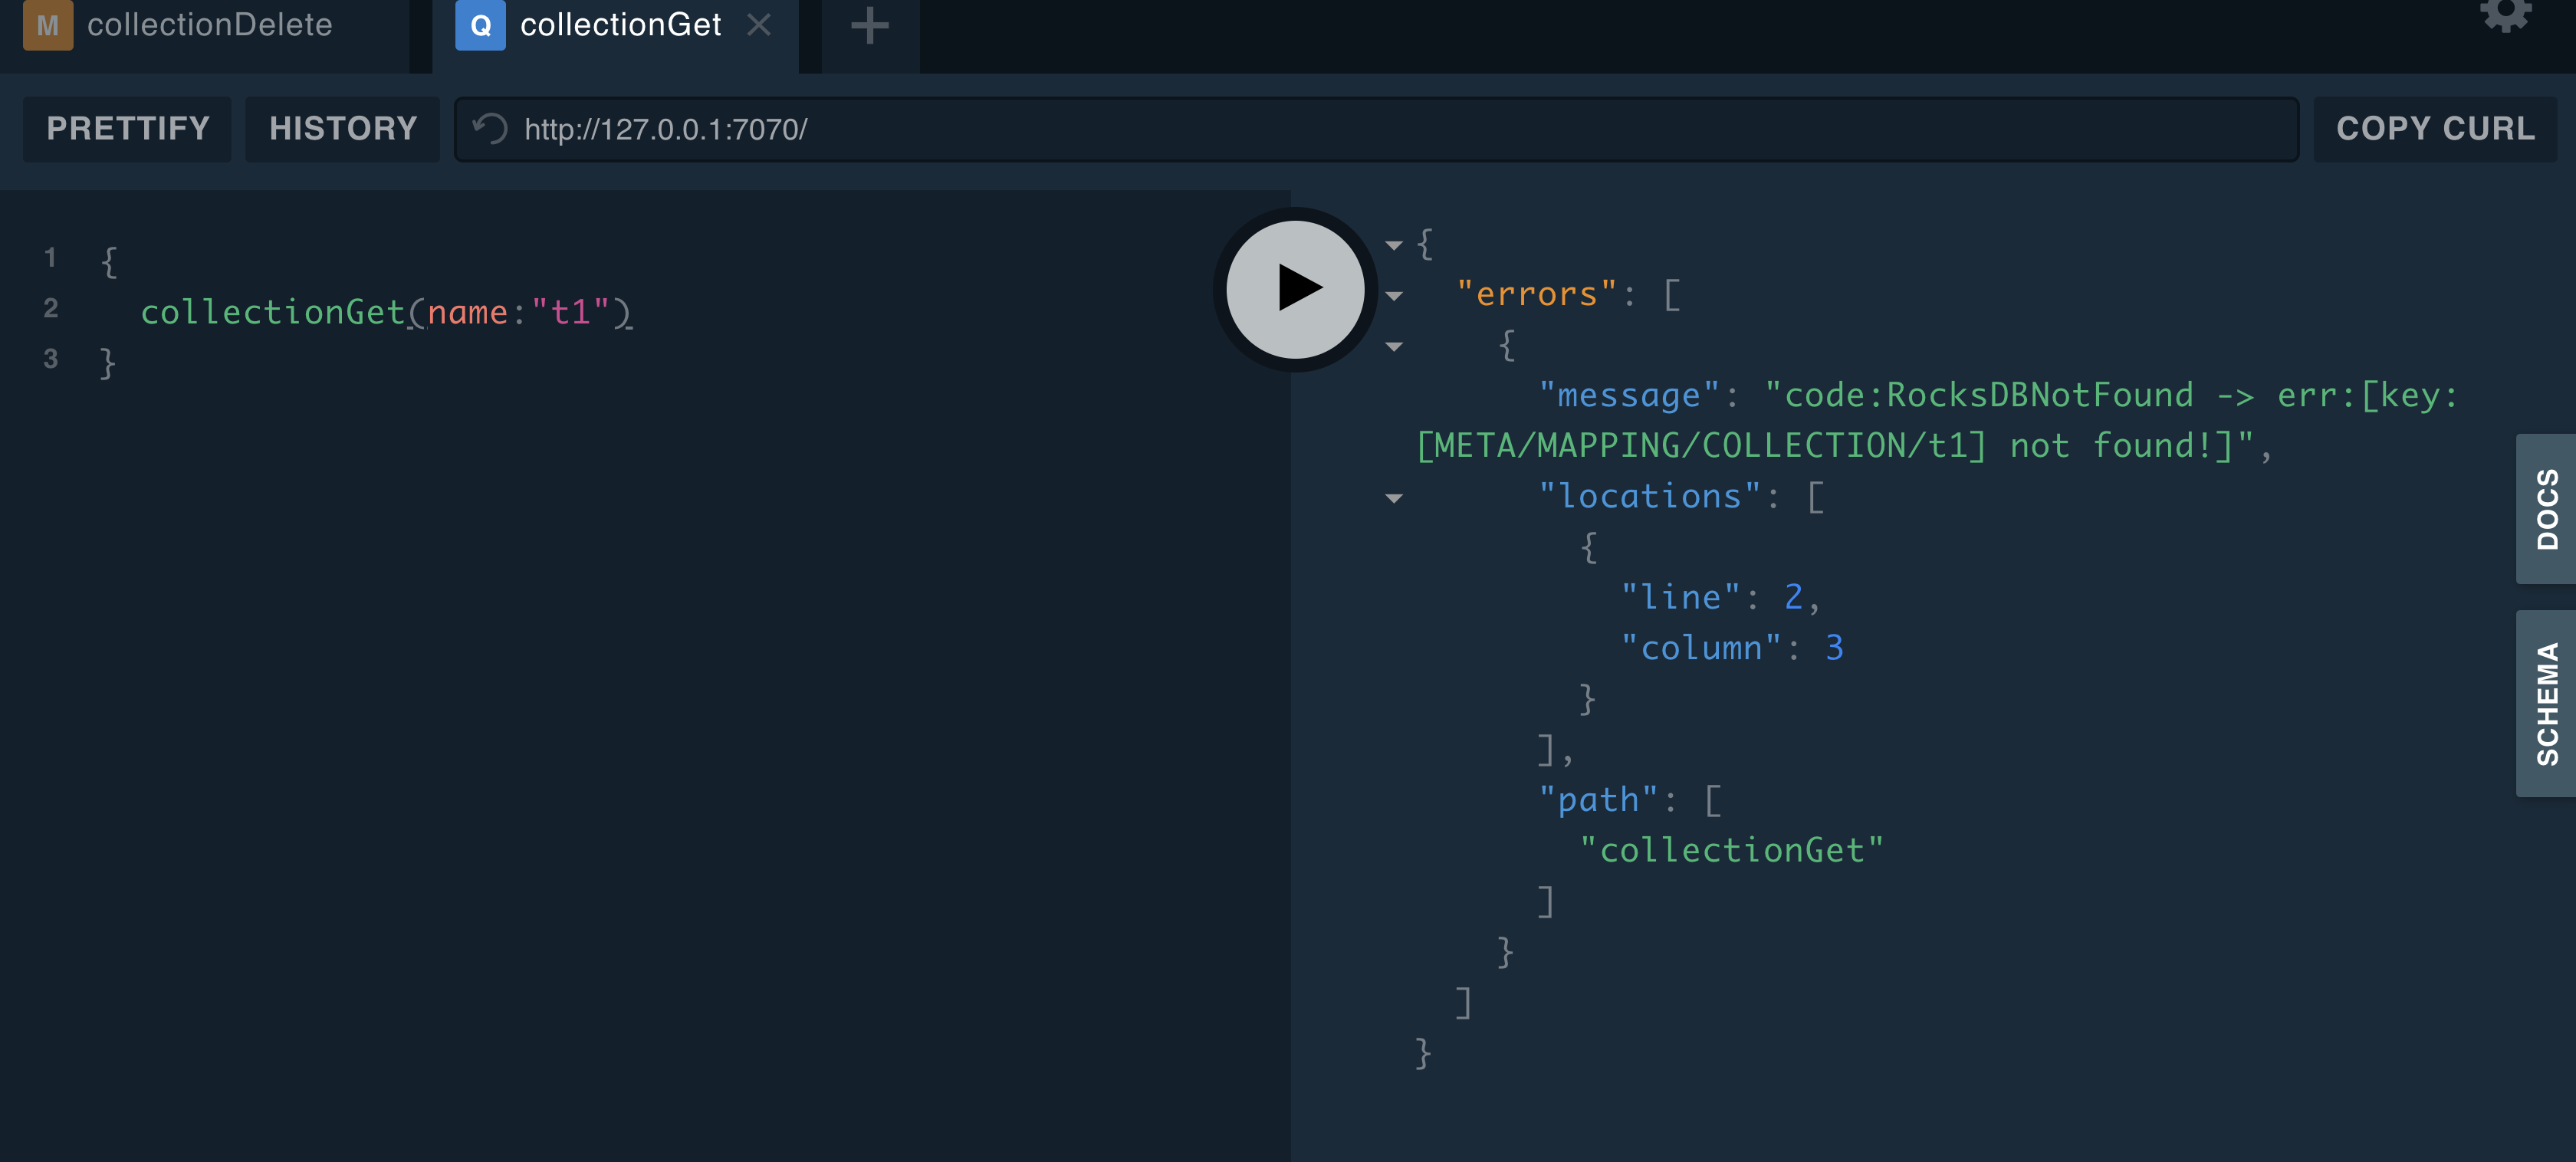 M collectionDelete
Q collectionGet
PRETTIFY
HISTORY
http://127.0.0.1:7070/
COPY CURL
1 {
2 collectionGet(name:"t1")
3 }
{
"errors": [
{
"message": "code:RocksDBNotFound -> err:[key:
[META/MAPPING/COLLECTION/t1] not found!]",
"locations": [
{
"line": 2,
"column": 3
}
],
"path": [
"collectionGet"
]
}
]
}
DOCS
SCHEMA